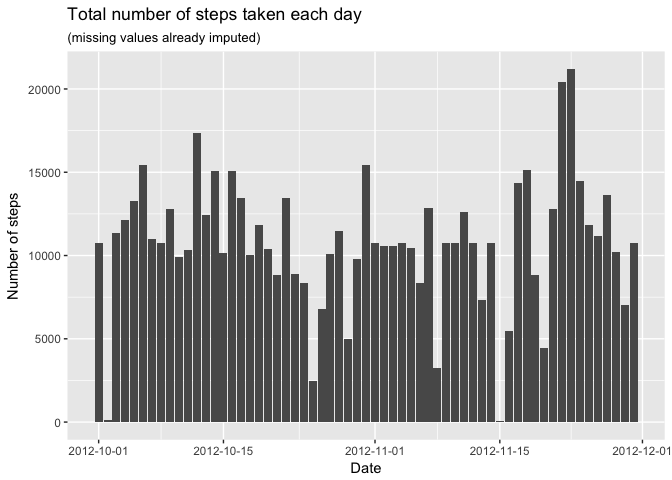 Total number of steps taken each day
(missing values already imputed)
Number of steps
20000
15000
10000
5000
0
2012-10-01 2012-10-15 2012-11-01 2012-11-15 2012-12-01
Date